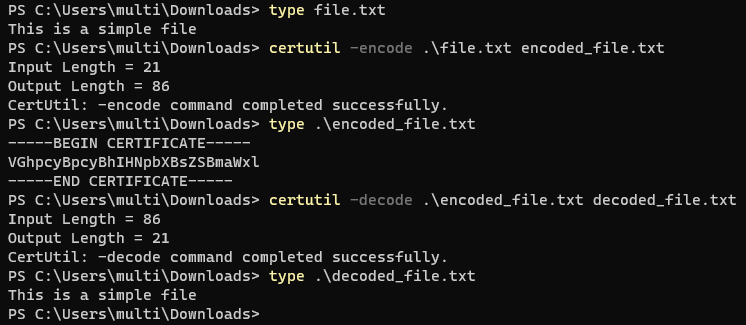 PS C:\Users\multi\Downloads> type file.txt
This is a simple file
PS C:\Users\multi\Downloads> certutil -encode .\file.txt encoded_file.txt
Input Length = 21
Output Length = 86
CertUtil: -encode command completed successfully.
PS C:\Users\multi\Downloads> type .\encoded_file.txt
-----BEGIN CERTIFICATE-----
VGhpcyBpcyBhIHNpbXBsZSBmaWxl
-----END CERTIFICATE-----
PS C:\Users\multi\Downloads> certutil -decode .\encoded_file.txt decoded_file.txt
Input Length = 86
Output Length = 21
CertUtil: -decode command completed successfully.
PS C:\Users\multi\Downloads> type .\decoded_file.txt
This is a simple file
PS C:\Users\multi\Downloads>